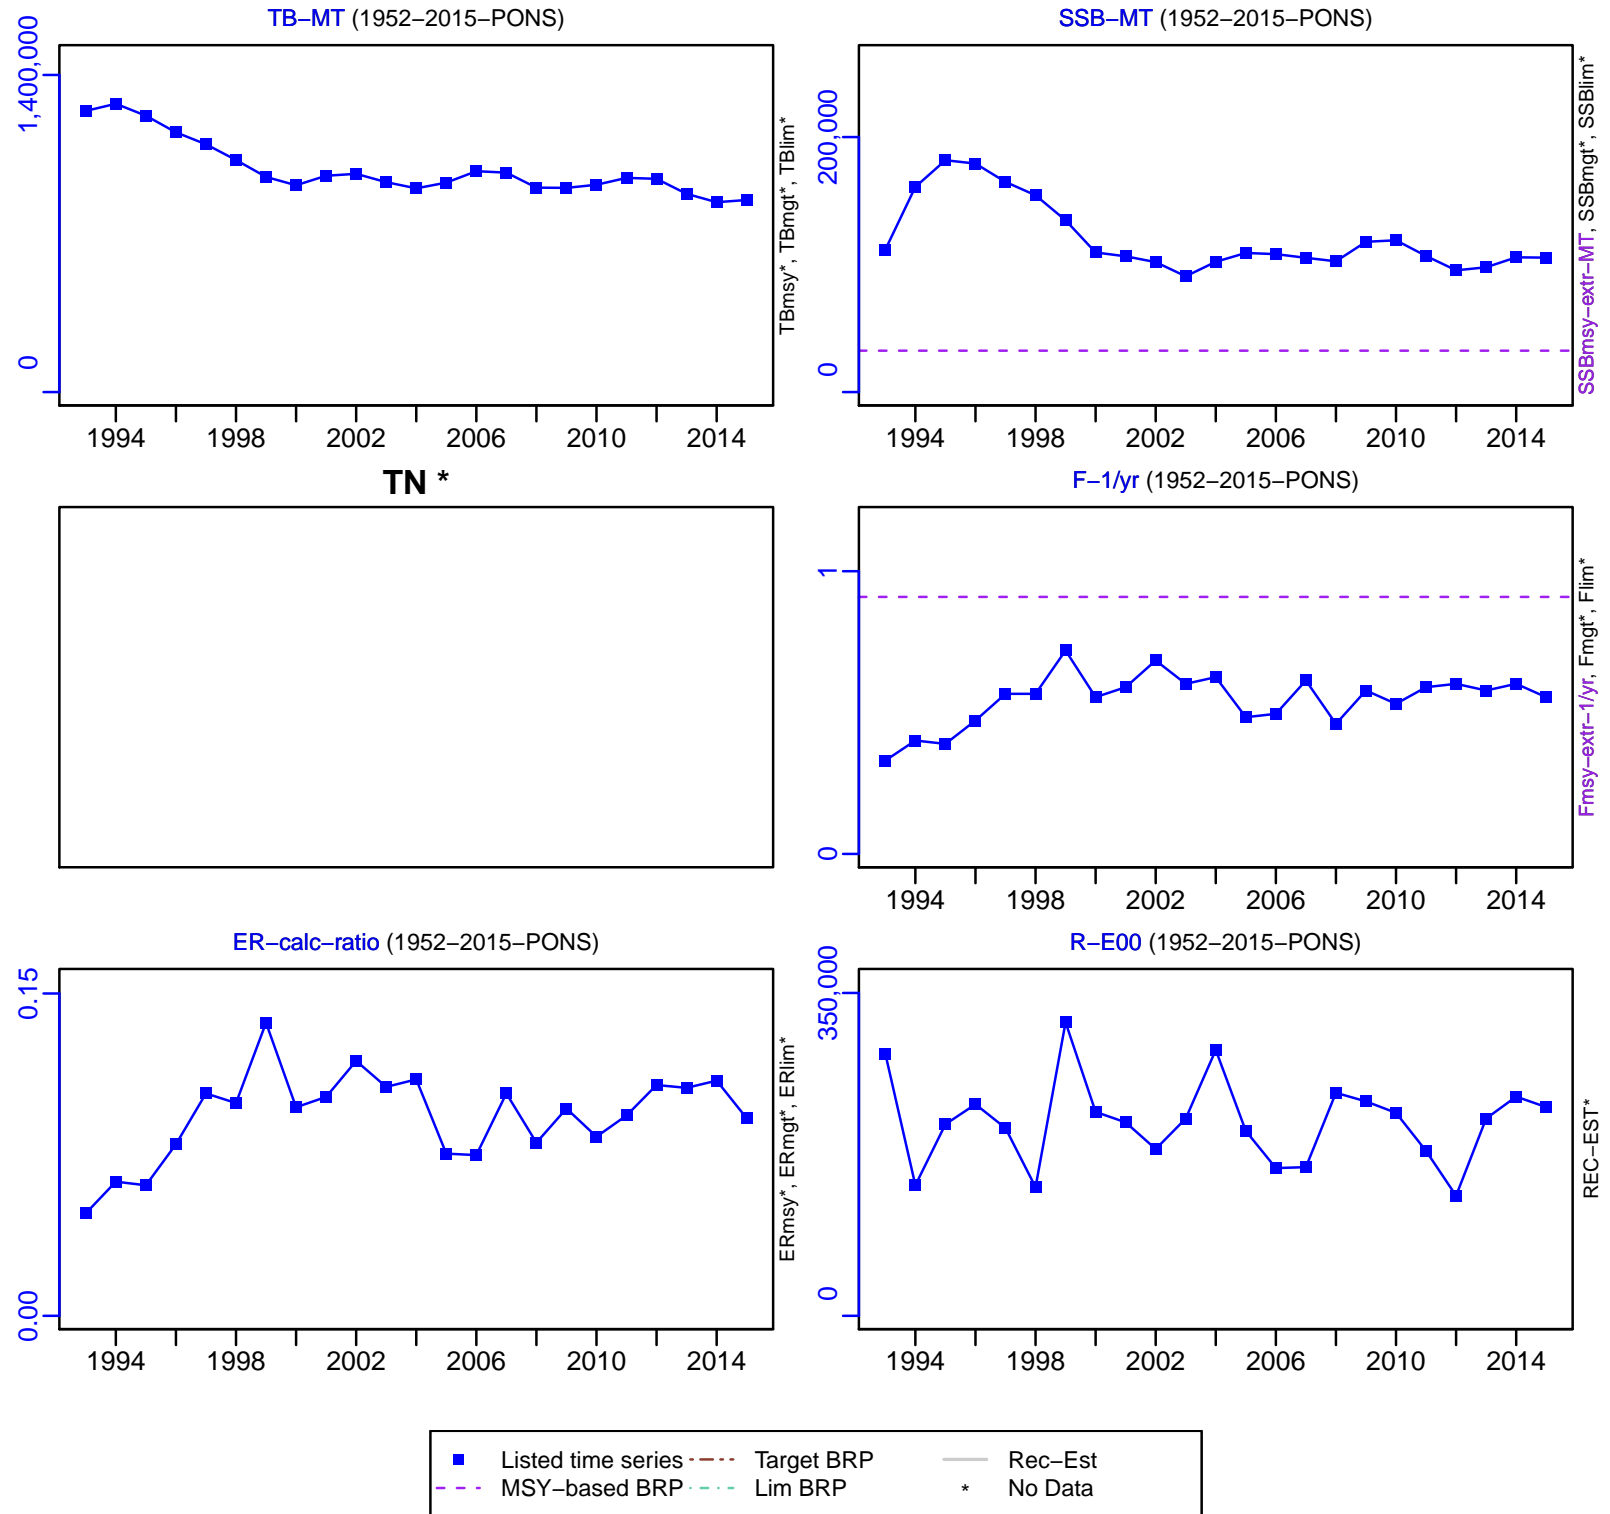 TB−MT (1952−2015−PONS)
1,400,000
0
1994 1998 2002 2006 2010 2014
TBmsy*, TBmgt*, TBlim*
SSB−MT (1952−2015−PONS)
200,000
0
1994 1998 2002 2006 2010 2014
SSBmsy−extr−MT, SSBmgt*, SSBlim*
TN *
F−1/yr (1952−2015−PONS)
1
0
1994 1998 2002 2006 2010 2014
Fmsy−extr−1/yr, Fmgt*, Flim*
ER−calc−ratio (1952−2015−PONS)
0.15
0.00
1994 1998 2002 2006 2010 2014
ERmsy*, ERmgt*, ERlim*
R−E00 (1952−2015−PONS)
350,000
0
1994 1998 2002 2006 2010 2014
REC−EST*
Listed time series Target BRP Rec−Est
MSY−based BRP Lim BRP * No Data